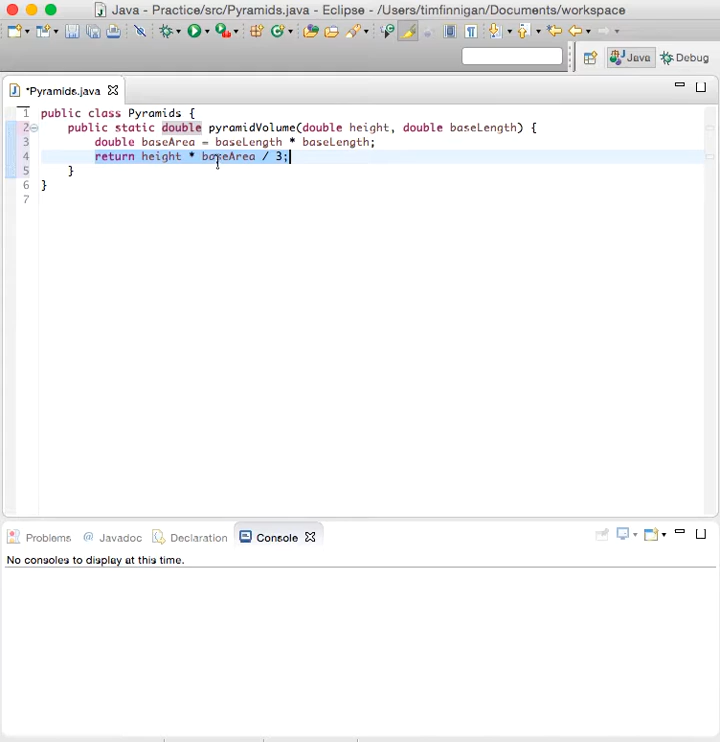 Java - Practice/src/Pyramids.java - Eclipse - /Users/timfinnigan/Documents/workspace
Java
Debug
*Pyramids.java
1 public class Pyramids {
2 public static double pyramidVolume(double height, double baseLength) {
3 double baseArea = baseLength * baseLength;
4 return height * baseArea / 3;
5 }
6 }
7
Problems @ Javadoc Declaration Console
No consoles to display at this time.